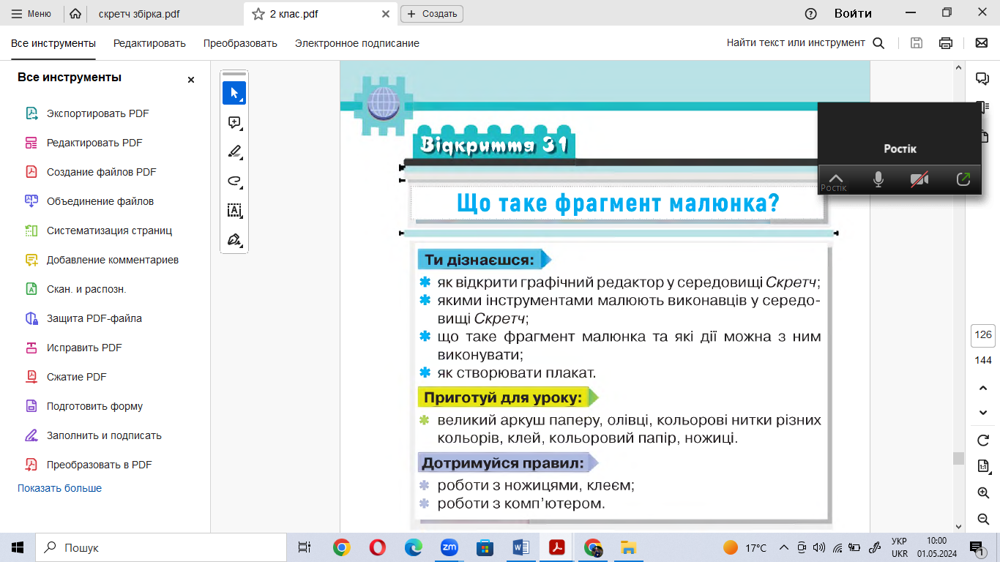 Меню
скретч збірка.pdf
2 клас.pdf
Создать
Войти
Все инструменты
Редактировать
Преобразовать
Электронное подписание
Найти текст или инструмент
Все инструменты
Экспортировать PDF
Редактировать PDF
Создание файлов PDF
Объединение файлов
Систематизация страниц
Добавление комментариев
Скан. и распозн.
Защита PDF-файла
Исправить PDF
Сжатие PDF
Подготовить форму
Заполнить и подписать
Преобразовать в PDF
Показать больше
Відкриття 31
Що таке фрагмент малюнка?
Ти дізнаєшся:
як відкрити графічний редактор у середовищі Скретч;
якими інструментами малюють виконавців у середо-
вищі Скретч;
що таке фрагмент малюнка та які дії можна з ним
виконувати;
як створювати плакат.
Приготуй для уроку:
великий аркуш паперу, олівці, кольорові нитки різних
кольорів, клей, кольоровий папір, ножиці.
Дотримуйся правил:
роботи з ножицями, клеєм;
роботи з комп’ютером.
Ростік
Ростік
126
144
1:1
Пошук
zm
17°C
УКР
UKR
10:00
01.05.2024
1